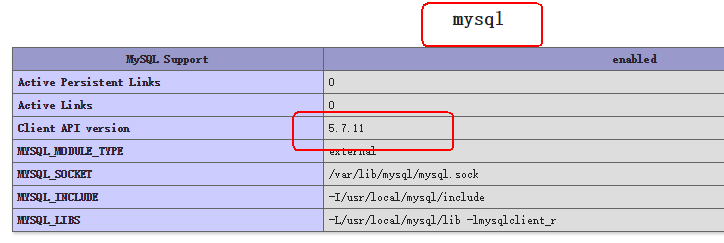 mysql
MySQL Support enabled
Active Persistent Links 0
Active Links 0
Client API version 5.7.11
MYSQL_MODULE_TYPE external
MYSQL_SOCKET /var/lib/mysql/mysql.sock
MYSQL_INCLUDE -I/usr/local/mysql/include
MYSQL_LIBS -L/usr/local/mysql/lib -lmysqlclient_r